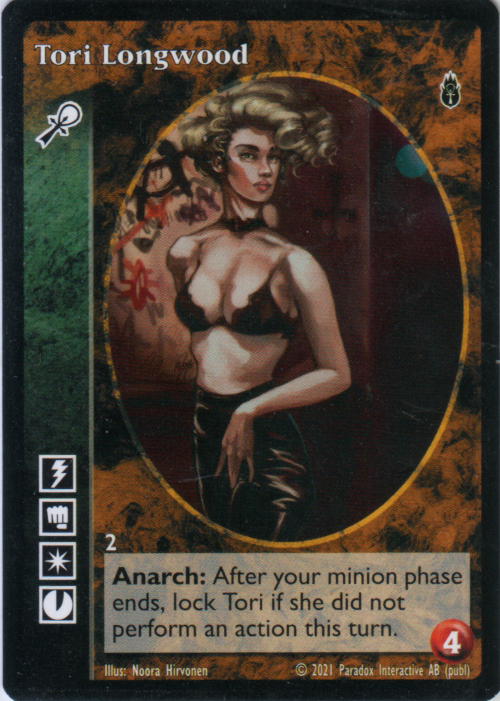 Tori Longwood
2
Anarch: After your minion phase
ends, lock Tori if she did not
perform an action this turn.
4
Illus: Noora Hirvonen
© 2021 Paradox Interactive AB (publ)